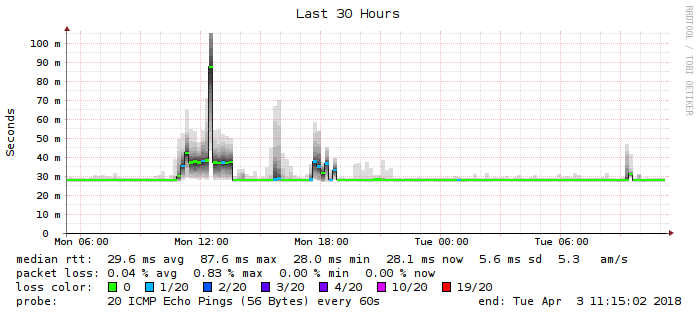 Last 30 Hours
RRDTOOL / TOBI OETIKER
Seconds
100 m
90 m
80 m
70 m
60 m
50 m
40 m
30 m
20 m
10 m
0
Mon 06:00 Mon 12:00 Mon 18:00 Tue 00:00 Tue 06:00
median rtt: 29.6 ms avg 87.6 ms max 28.0 ms min 28.1 ms now 5.6 ms sd 5.3 am/s
packet loss: 0.04 % avg 0.83 % max 0.00 % min 0.00 % now
loss color: 0 1/20 2/20 3/20 4/20 10/20 19/20
probe: 20 ICMP Echo Pings (56 Bytes) every 60s end: Tue Apr 3 11:15:02 2018